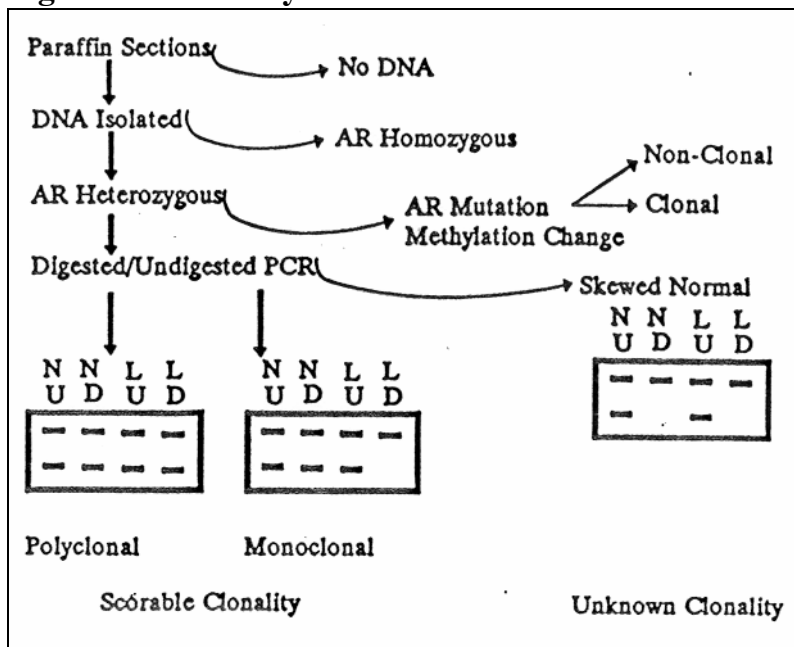 Paraffin Sections
No DNA
DNA Isolated
AR Homozygous
Non-Clonal
AR Heterozygous
AR Mutation
Clonal
Methylation Change
Digested/Undigested PCR
Skewed Normal
N N L L
U D U D
N N L L
U D U D
N N L L
U D U D
Polyclonal
Monoclonal
Scorable Clonality
Unknown Clonality